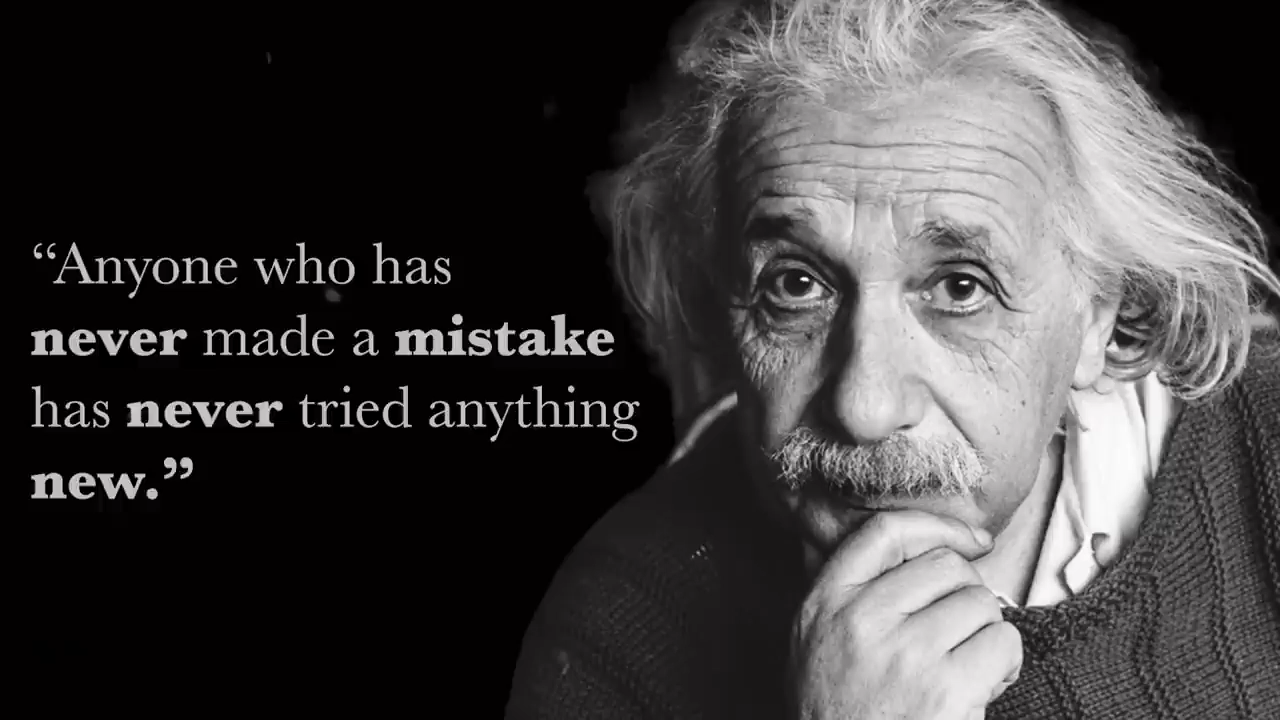 “Anyone who has
never made a mistake
has never tried anything
new.”